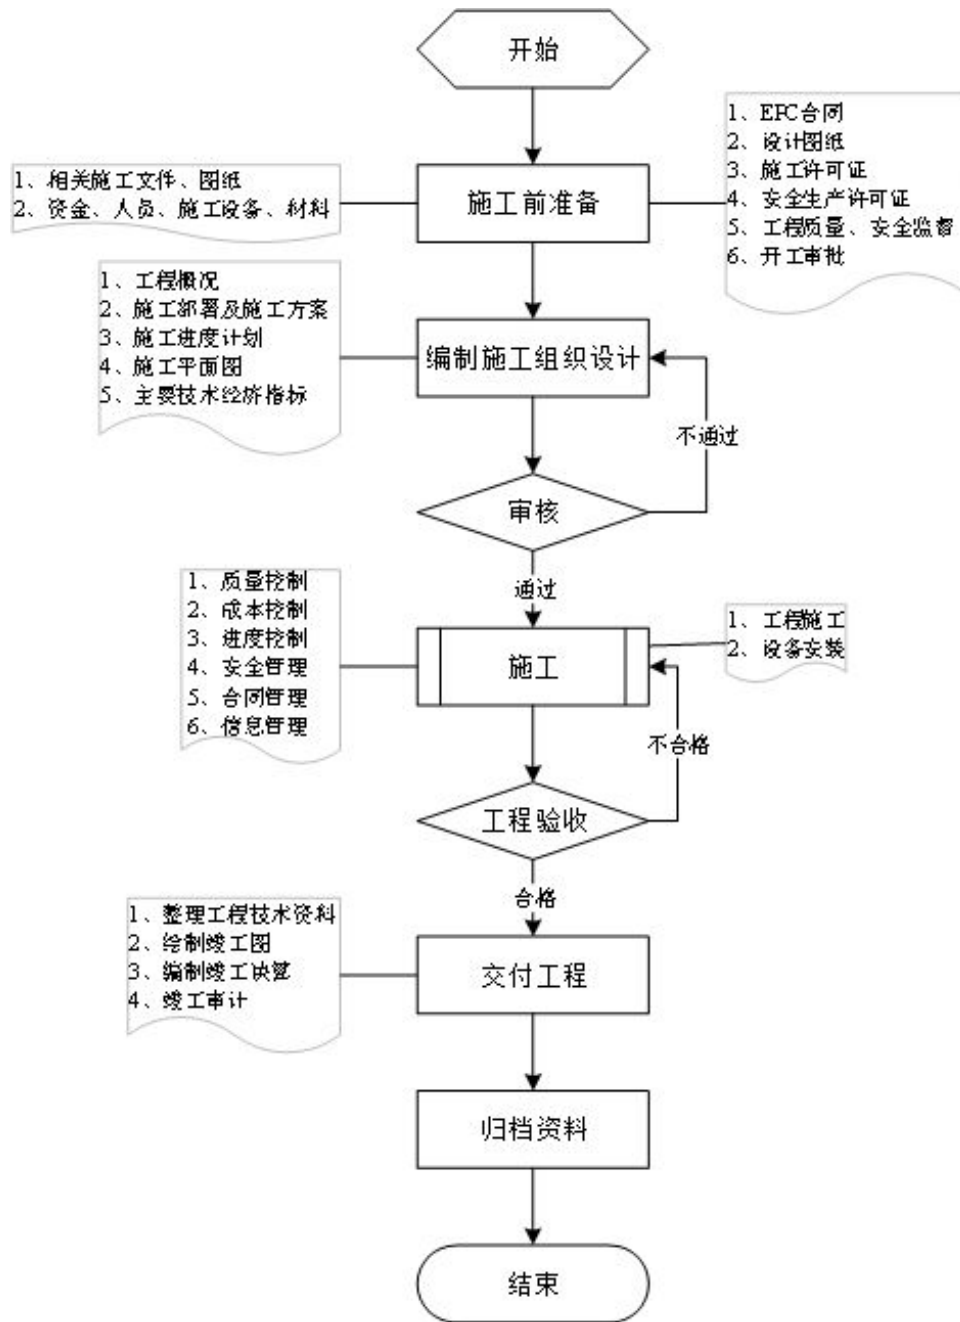 开始
1、EPC合同
2、设计图纸
3、施工许可证
4、安全生产许可证
5、工程质量、安全监督
6、开工审批
1、相关施工文件、图纸
2、资金、人员、施工设备、材料
施工前准备
1、工程概况
2、施工部署及施工方案
3、施工进度计划
4、施工平面图
5、主要技术经济指标
编制施工组织设计
不通过
审核
通过
1、质量控制
2、成本控制
3、进度控制
4、安全管理
5、合同管理
6、信息管理
施工
1、工程施工
2、设备安装
不合格
工程验收
合格
1、整理工程技术资料
2、绘制竣工图
3、编制竣工决算
4、竣工审计
交付工程
归档资料
结束